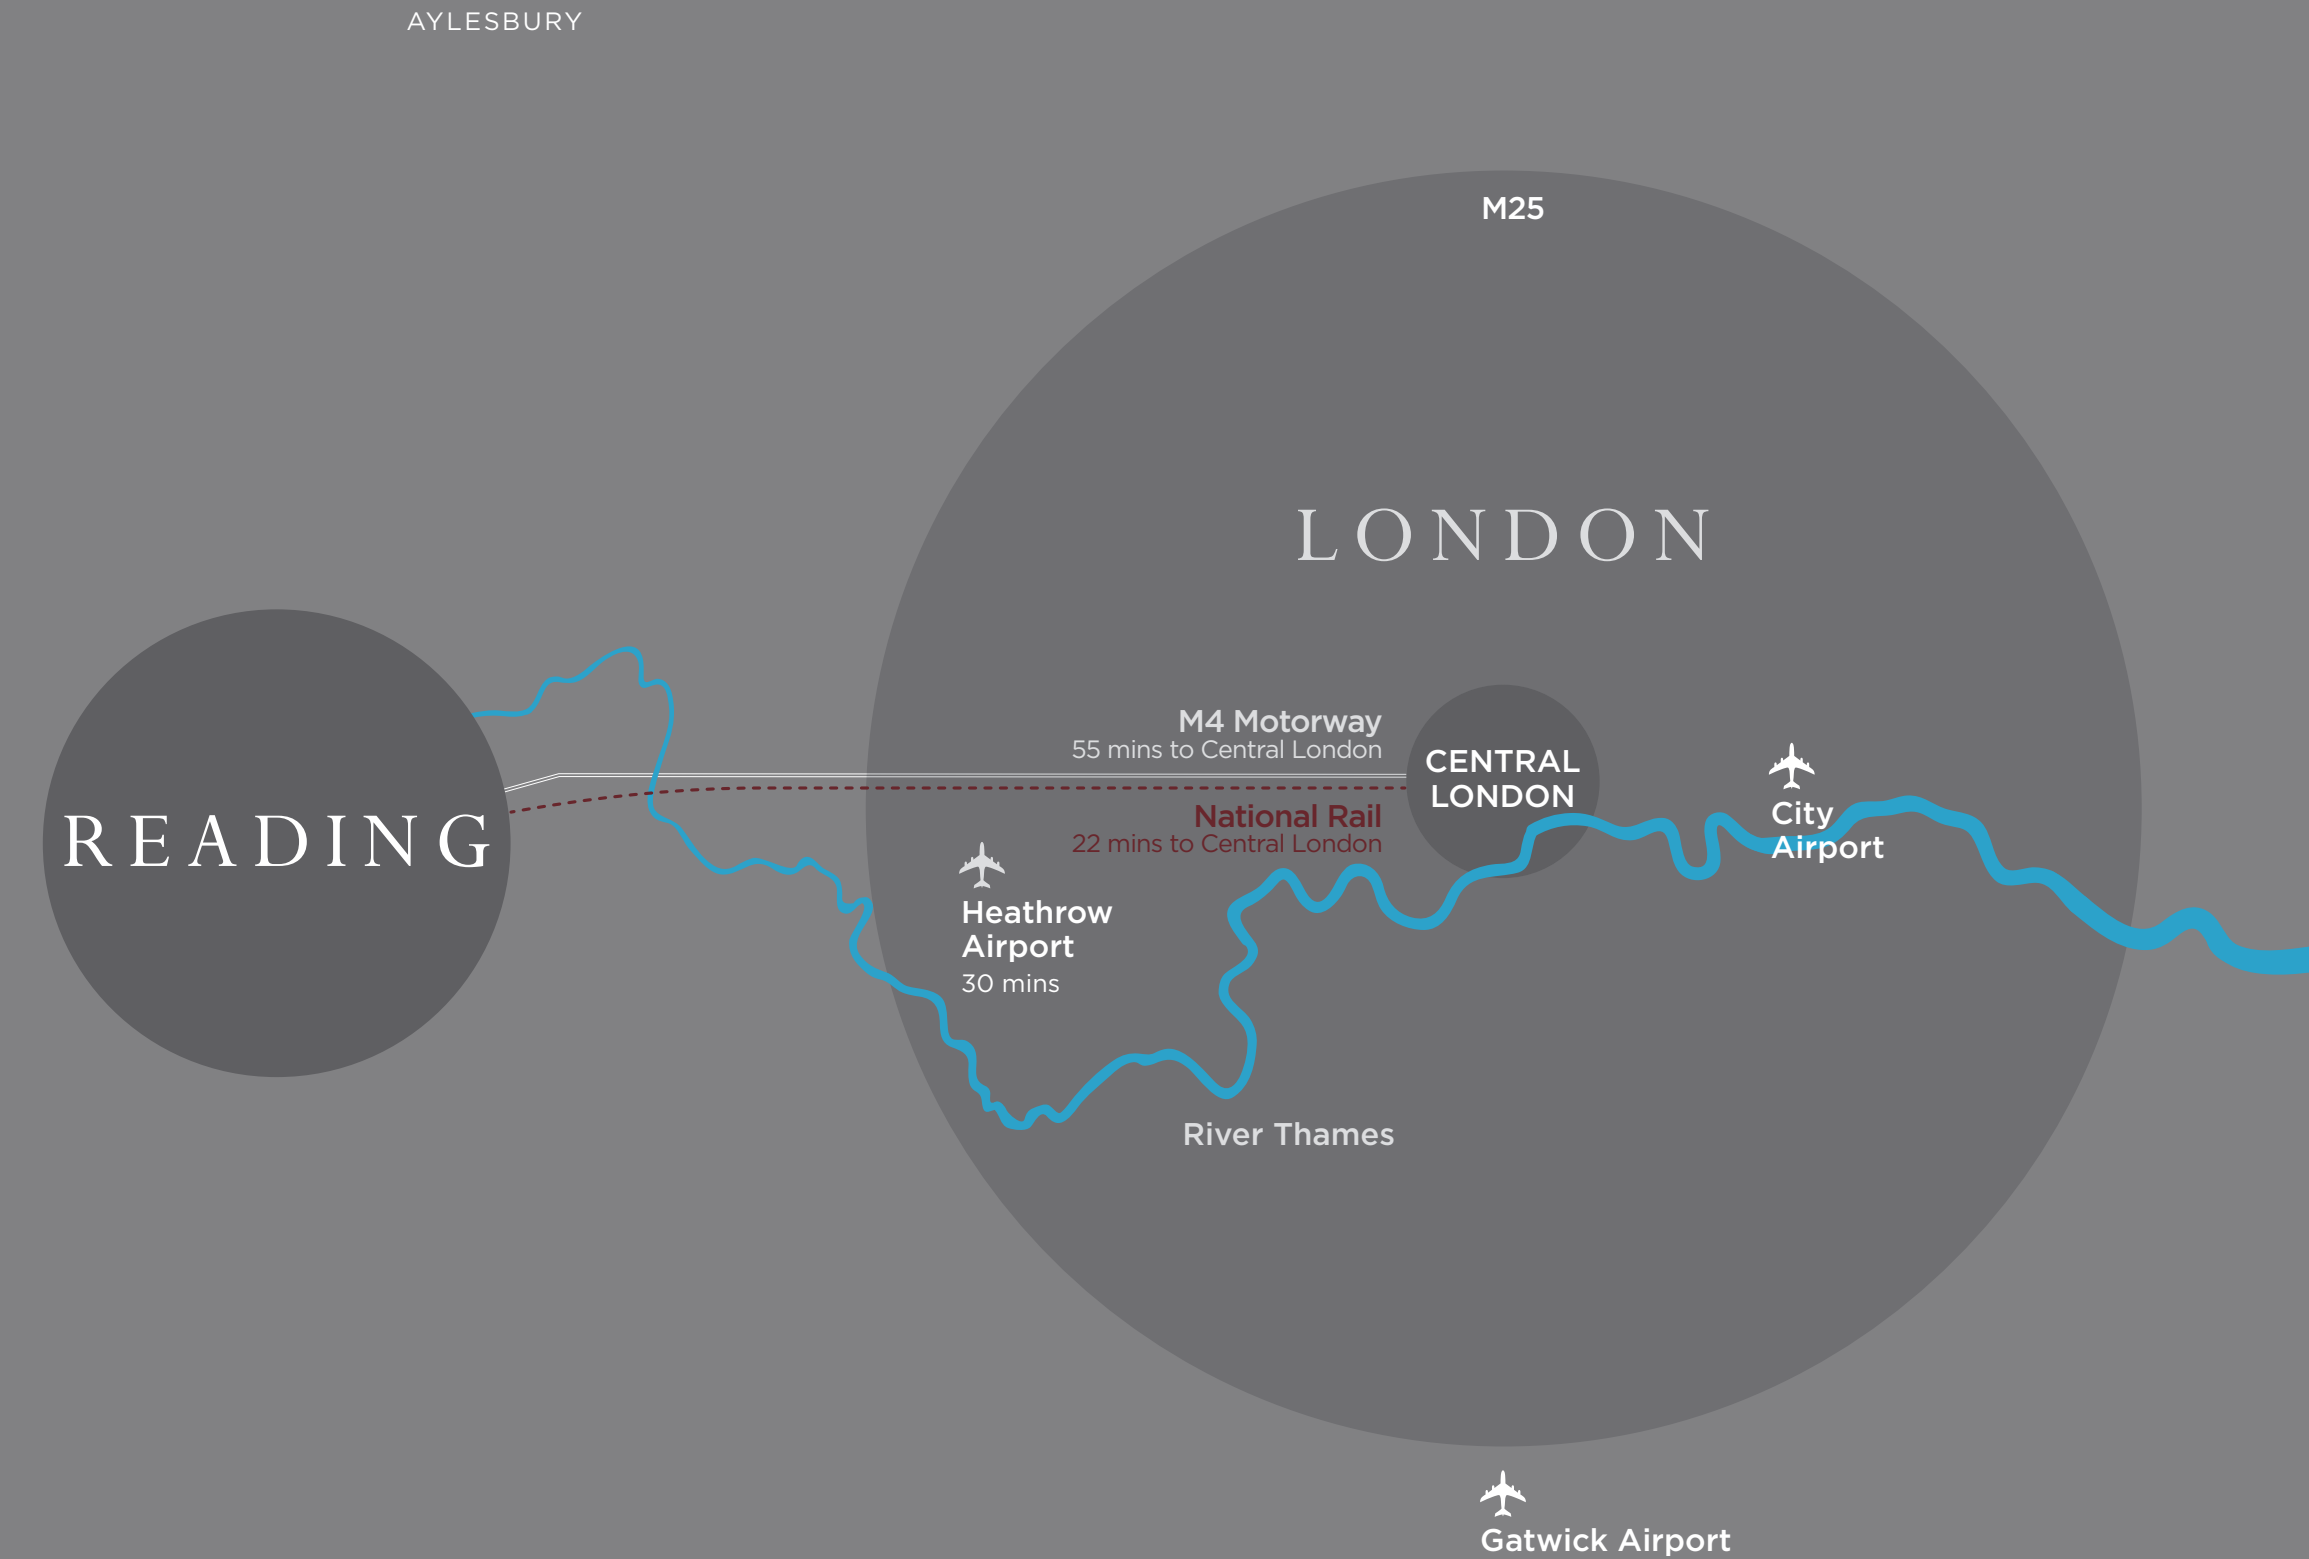 AYLESBURY
M25
LONDON
M4 Motorway
55 mins to Central London
CENTRAL
LONDON
National Rail
22 mins to Central London
READING
City
Airport
Heathrow
Airport
30 mins
River Thames
Gatwick Airport